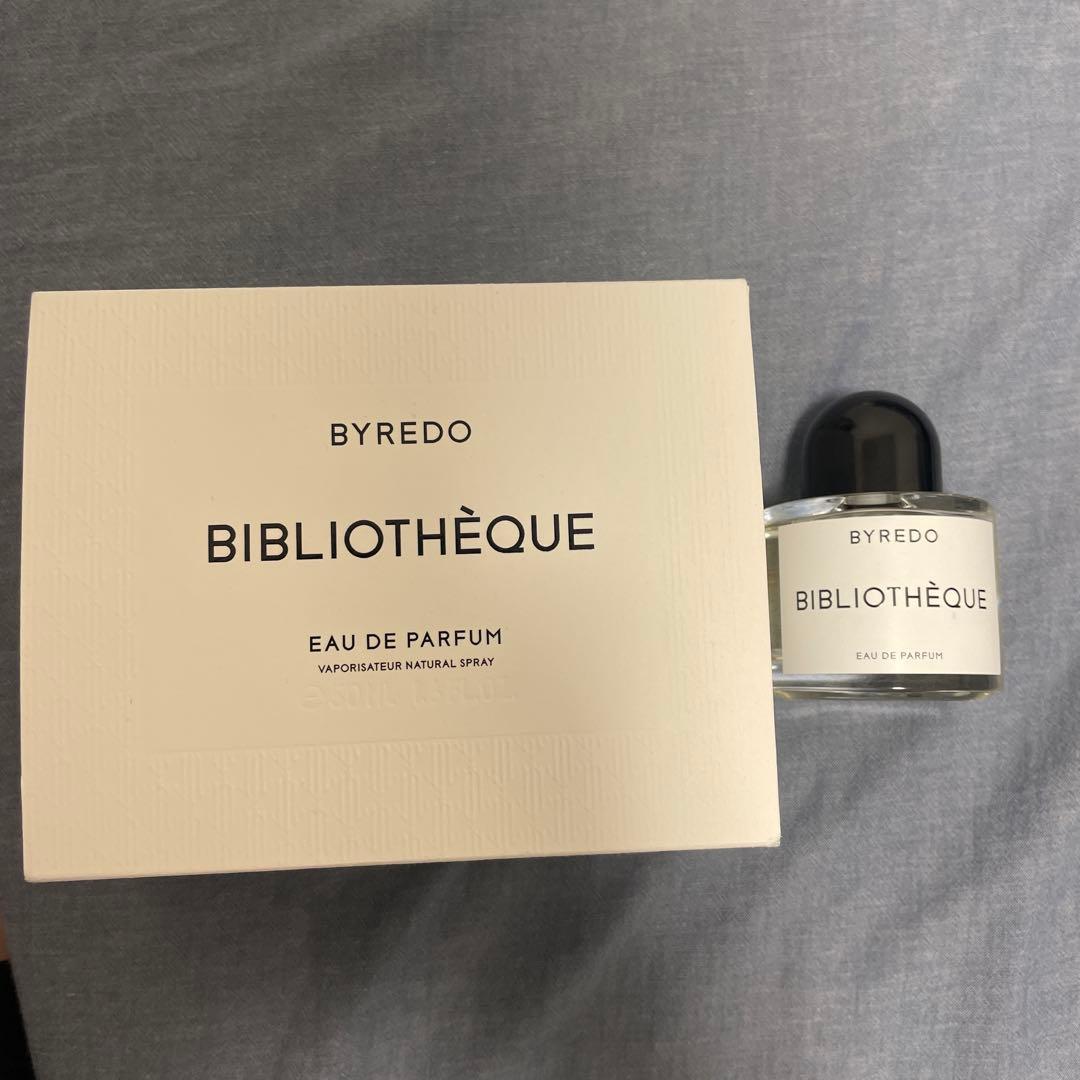 BYREDO
BIBLIOTHÈQUE
EAU DE PARFUM
VAPORISATEUR NATURAL SPRAY
BYREDO
BIBLIOTHÈQUE
EAU DE PARFUM